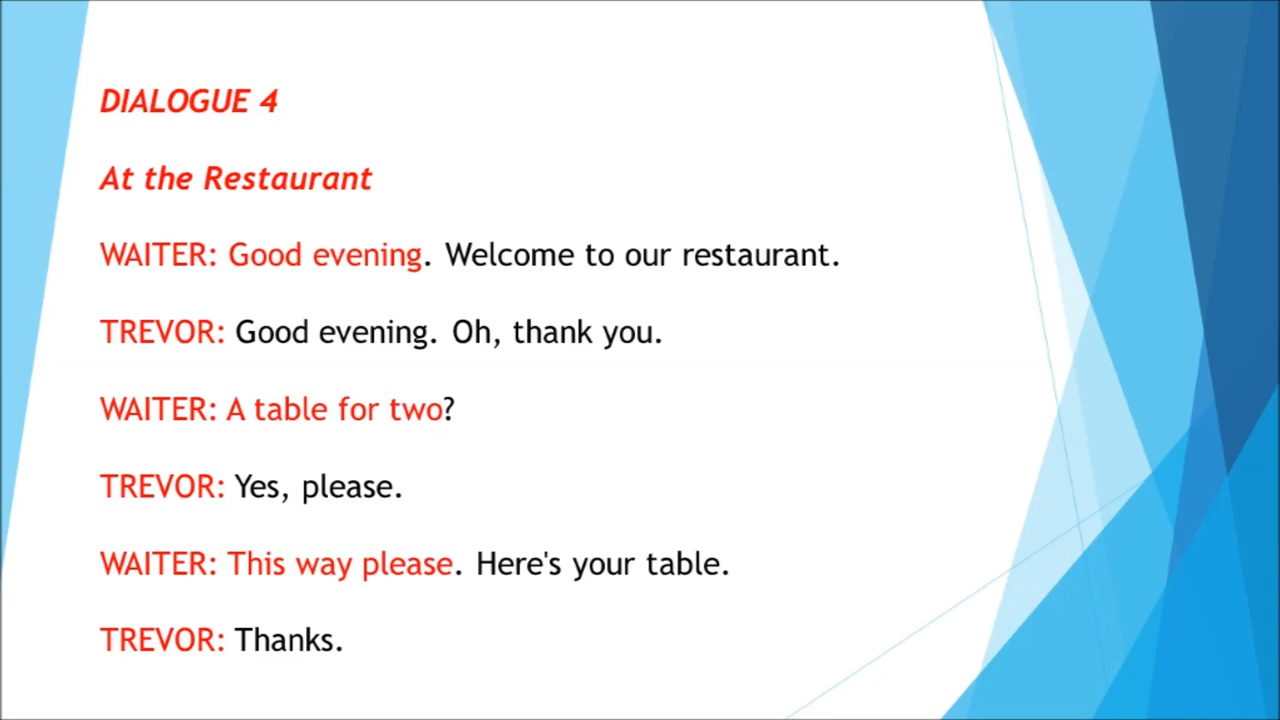 DIALOGUE 4
At the Restaurant
WAITER: Good evening. Welcome to our restaurant.
TREVOR: Good evening. Oh, thank you.
WAITER: A table for two?
TREVOR: Yes, please.
WAITER: This way please. Here's your table.
TREVOR: Thanks.